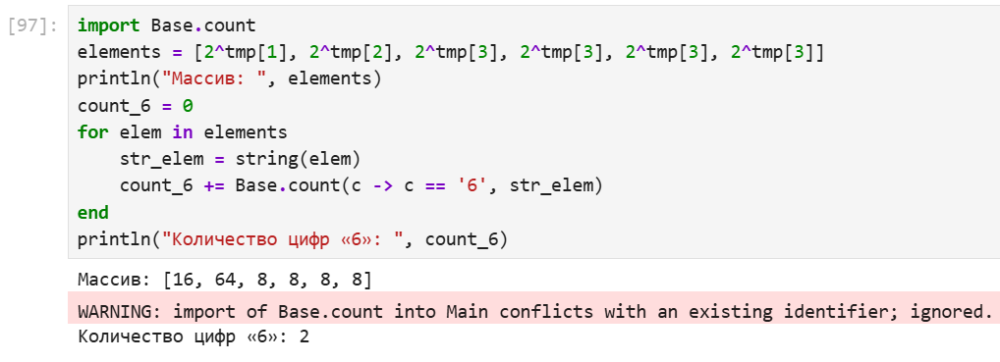 [97]: import Base.count
elements = [2^tmp[1], 2^tmp[2], 2^tmp[3], 2^tmp[3], 2^tmp[3], 2^tmp[3]]
println("Массив: ", elements)
count_6 = 0
for elem in elements
    str_elem = string(elem)
    count_6 += Base.count(c -> c == '6', str_elem)
end
println("Количество цифр «6»: ", count_6)
Массив: [16, 64, 8, 8, 8, 8]
WARNING: import of Base.count into Main conflicts with an existing identifier; ignored.
Количество цифр «6»: 2